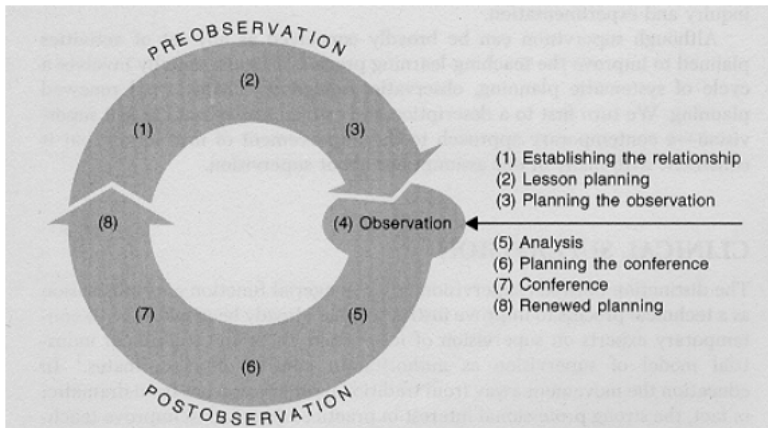 PREOBSERVATION
(1)
(2)
(3)
(4) Observation
(5)
(6)
(7)
(8)
POSTOBSERVATION
(1) Establishing the relationship
(2) Lesson planning
(3) Planning the observation
(5) Analysis
(6) Planning the conference
(7) Conference
(8) Renewed planning